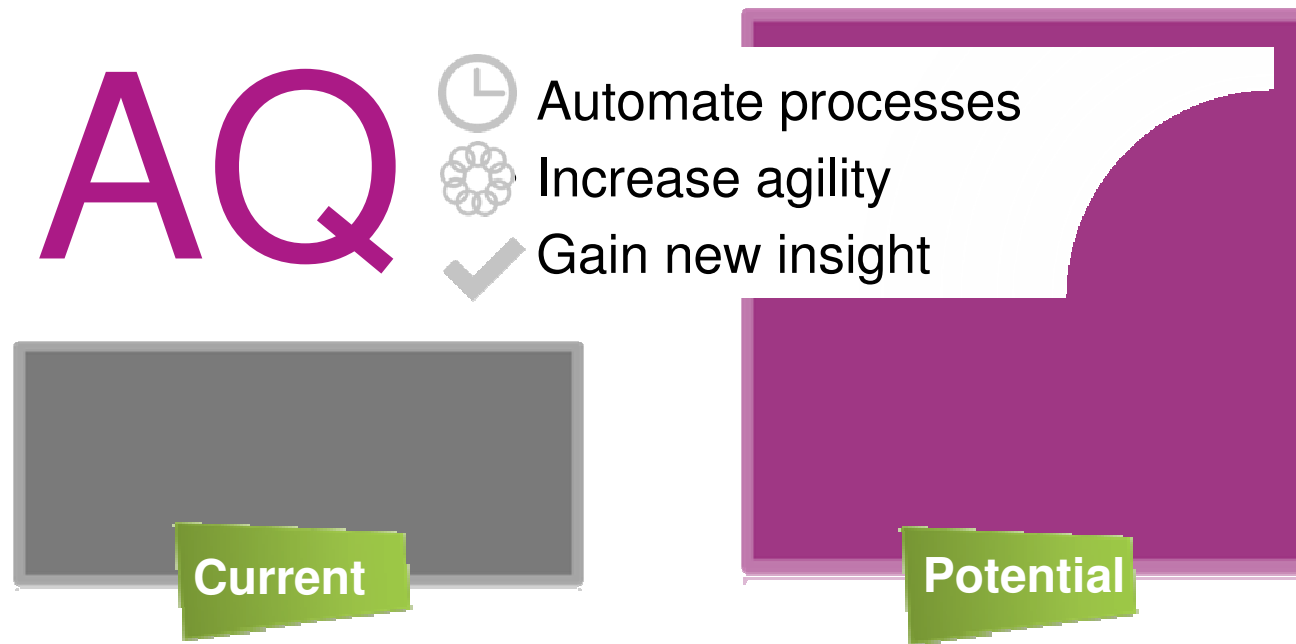 AQ
Automate processes
Increase agility
Gain new insight
Current
Potential